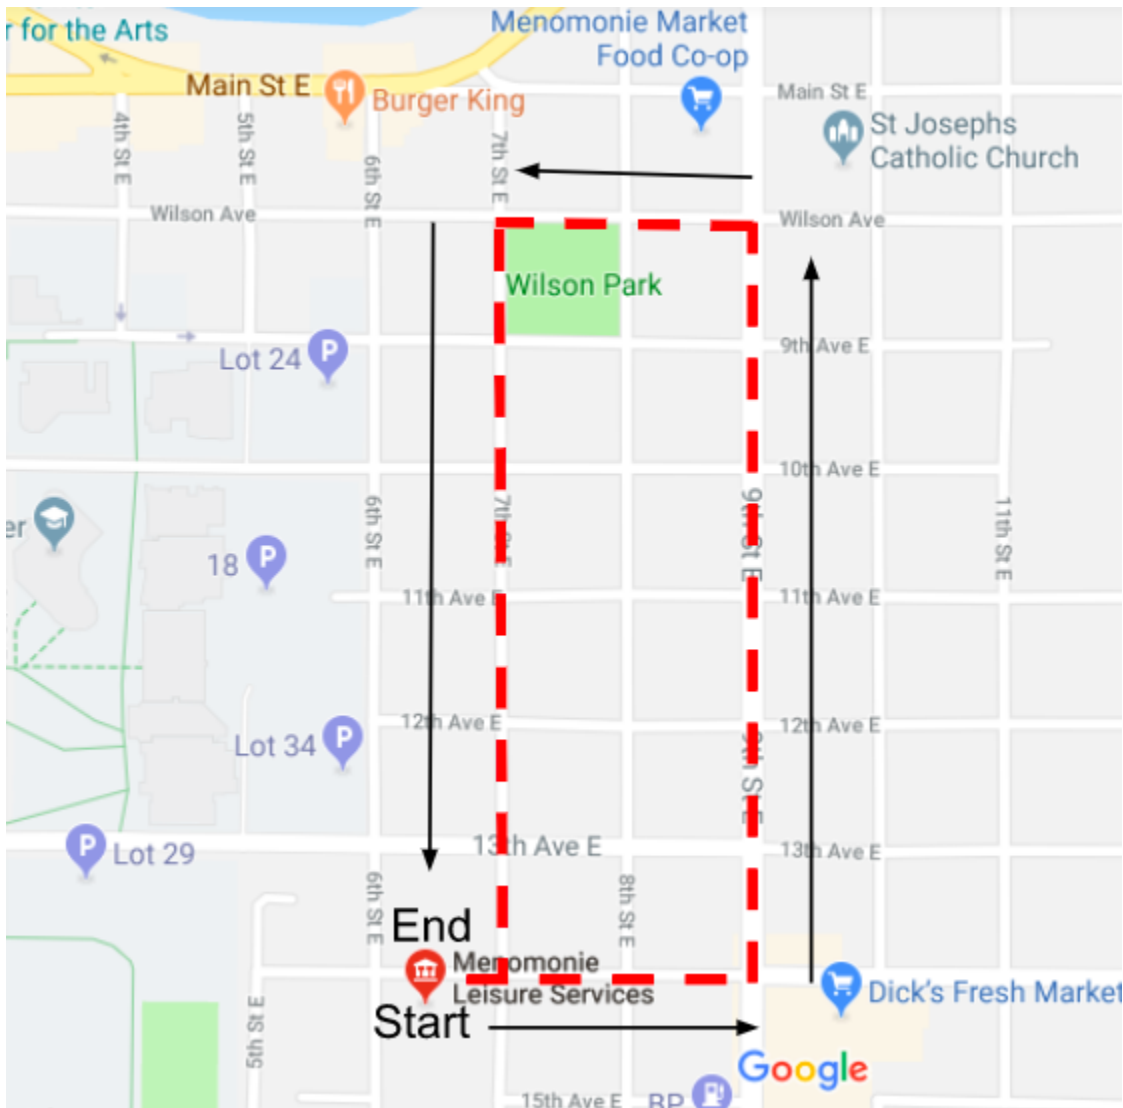 r for the Arts
Menomonie Market
Food Co-op
Main St E
Burger King
Main St E
4th St E
5th St E
6th St E
7th St E
St Josephs
Catholic Church
Wilson Ave
Wilson Ave
Wilson Park
Lot 24
9th Ave E
10th Ave E
er
18
6th St E
7th St E
9th St E
11th St E
11th Ave E
11th Ave E
Lot 34
12th Ave E
12th Ave E
9th St E
Lot 29
13th Ave E
13th Ave E
6th St E
8th St E
End
Menomonie
Leisure Services
Start
Dick's Fresh Market
5th St E
Google
15th Ave E
BP